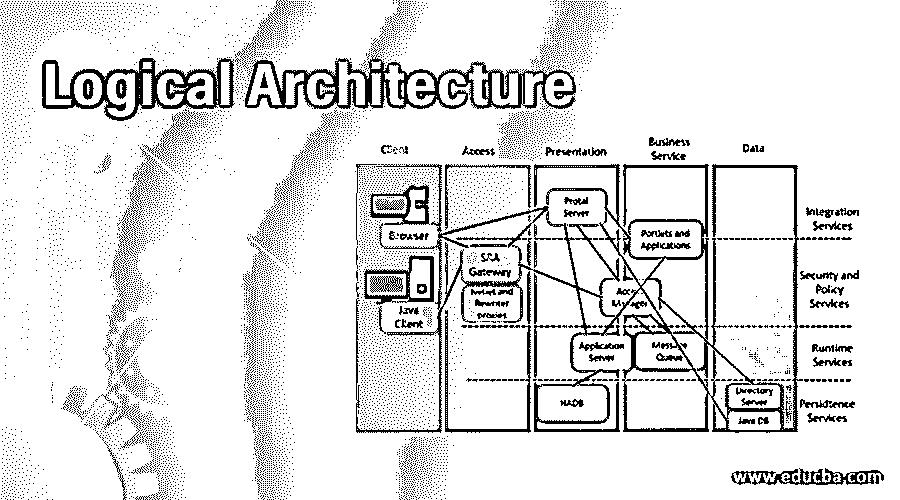 Logical Architecture
Client
Access
Presentation
Business
Service
Data
Protal
Server
Browser
Portlets and
Applications
Integration
Services
SRA
Gateway
Netlet and
Rewriter
proxies
Java
Client
Access
Manager
Security and
Policy
Services
Application
Server
Message
Queue
Runtime
Services
HADB
Directory
Server
Java DB
Persidtence
Services
www.educba.com